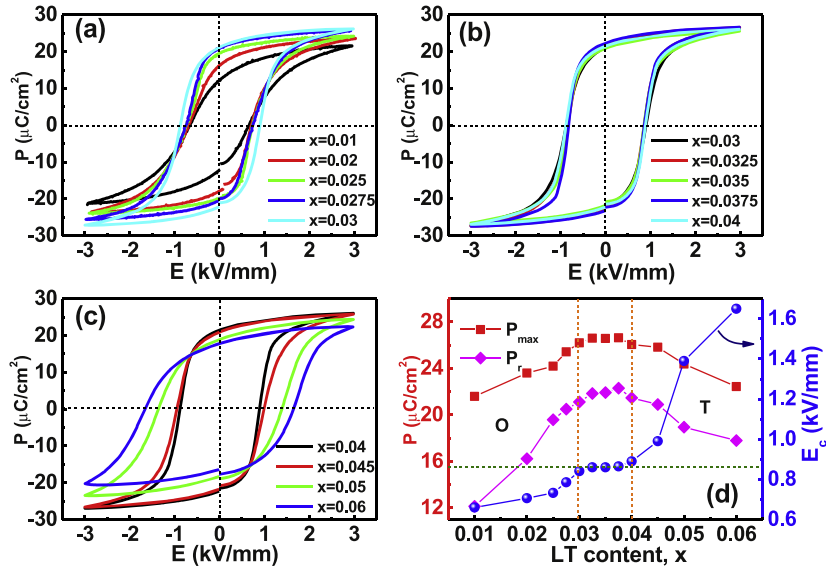 (a)
30
20
10
0
-10
-20
-30
P (μC/cm²)
x=0.01
x=0.02
x=0.025
x=0.0275
x=0.03
-3 -2 -1 0 1 2 3
E (kV/mm)
(b)
30
20
10
0
-10
-20
-30
P (μC/cm²)
x=0.03
x=0.0325
x=0.035
x=0.0375
x=0.04
-3 -2 -1 0 1 2 3
E (kV/mm)
(c)
30
20
10
0
-10
-20
-30
P (μC/cm²)
x=0.04
x=0.045
x=0.05
x=0.06
-3 -2 -1 0 1 2 3
E (kV/mm)
28
24
20
16
12
P (μC/cm²)
P_max
P_r
O
T
(d)
1.6
1.4
1.2
1.0
0.8
0.6
E_c (kV/mm)
0.01 0.02 0.03 0.04 0.05 0.06
LT content, x